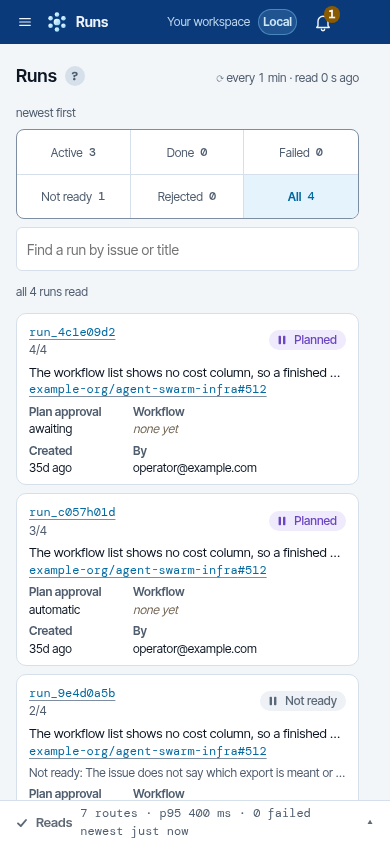 Runs
Your workspace
Local
1
Runs ?
every 1 min · read 0 s ago
newest first
Active 3
Done 0
Failed 0
Not ready 1
Rejected 0
All 4
Find a run by issue or title
all 4 runs read
run_4c1e09d2
Planned
4/4
The workflow list shows no cost column, so a finished ...
example-org/agent-swarm-infra#512
Plan approval Workflow
awaiting none yet
Created By
35d ago operator@example.com
run_c057h01d
Planned
3/4
The workflow list shows no cost column, so a finished ...
example-org/agent-swarm-infra#512
Plan approval Workflow
automatic none yet
Created By
35d ago operator@example.com
run_9e4d0a5b
Not ready
2/4
The workflow list shows no cost column, so a finished ...
example-org/agent-swarm-infra#512
Not ready: The issue does not say which export is meant or ...
Plan approval Workflow
Reads
7 routes · p95 400 ms · 0 failed
newest just now